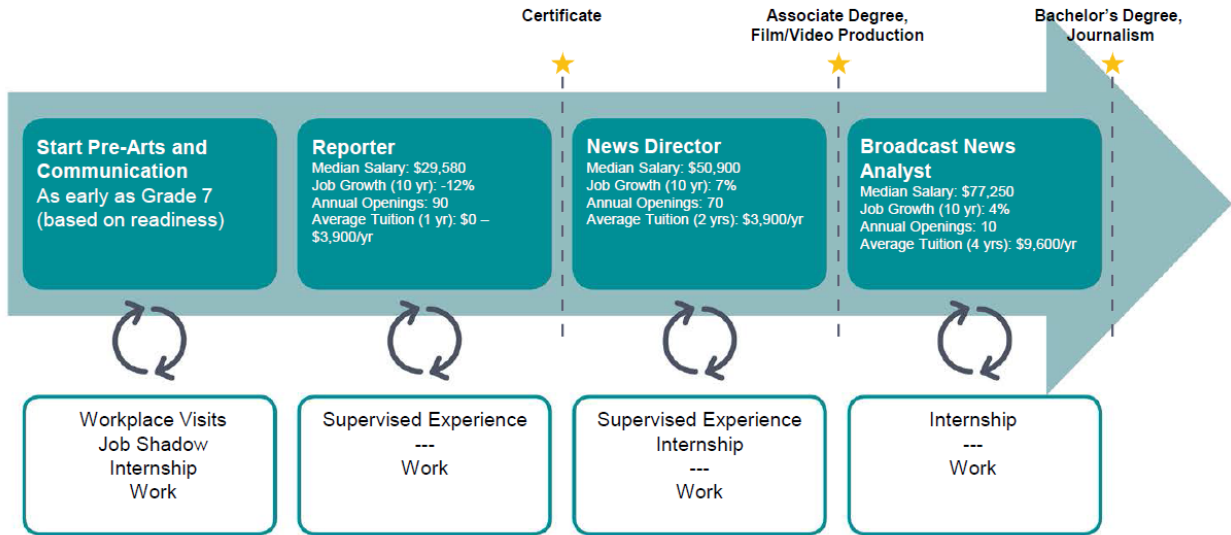 Certificate
Associate Degree,
Film/Video Production
Bachelor's Degree,
Journalism
Start Pre-Arts and
Communication
As early as Grade 7
(based on readiness)
Reporter
Median Salary: $29,580
Job Growth (10 yr): -12%
Annual Openings: 90
Average Tuition (1 yr): $0 –
$3,900/yr
News Director
Median Salary: $50,900
Job Growth (10 yr): 7%
Annual Openings: 70
Average Tuition (2 yrs): $3,900/yr
Broadcast News
Analyst
Median Salary: $77,250
Job Growth (10 yr): 4%
Annual Openings: 10
Average Tuition (4 yrs): $9,600/yr
Workplace Visits
Job Shadow
Internship
Work
Supervised Experience
---
Work
Supervised Experience
Internship
---
Work
Internship
---
Work